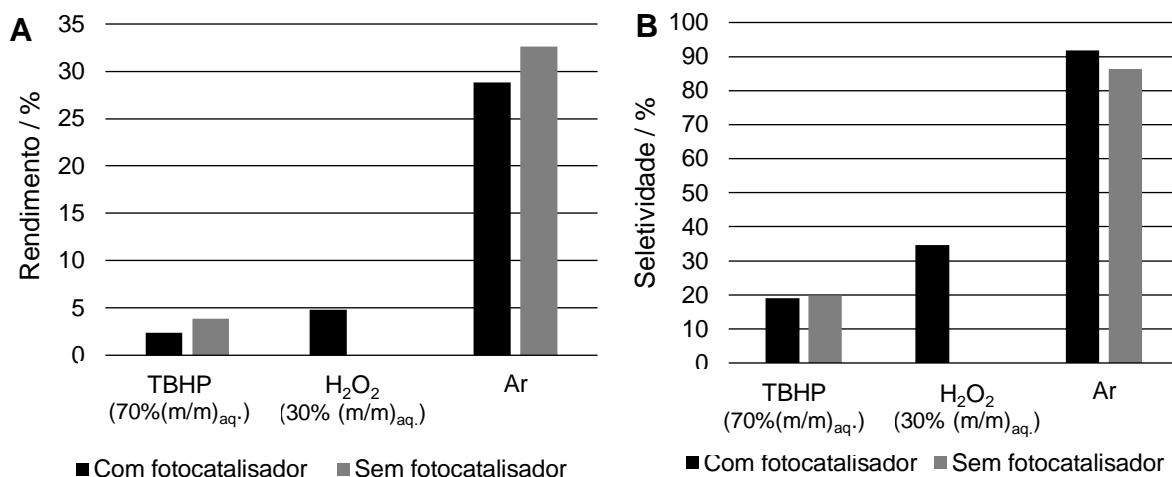 A
Rendimento / %
35
30
25
20
15
10
5
0
TBHP
(70%(m/m)aq.)
H₂O₂
(30% (m/m)aq.)
Ar
Com fotocatalisador
Sem fotocatalisador
B
Seletividade / %
100
90
80
70
60
50
40
30
20
10
0
TBHP
(70%(m/m)aq.)
H₂O₂
(30% (m/m)aq.)
Ar
Com fotocatalisador
Sem fotocatalisador